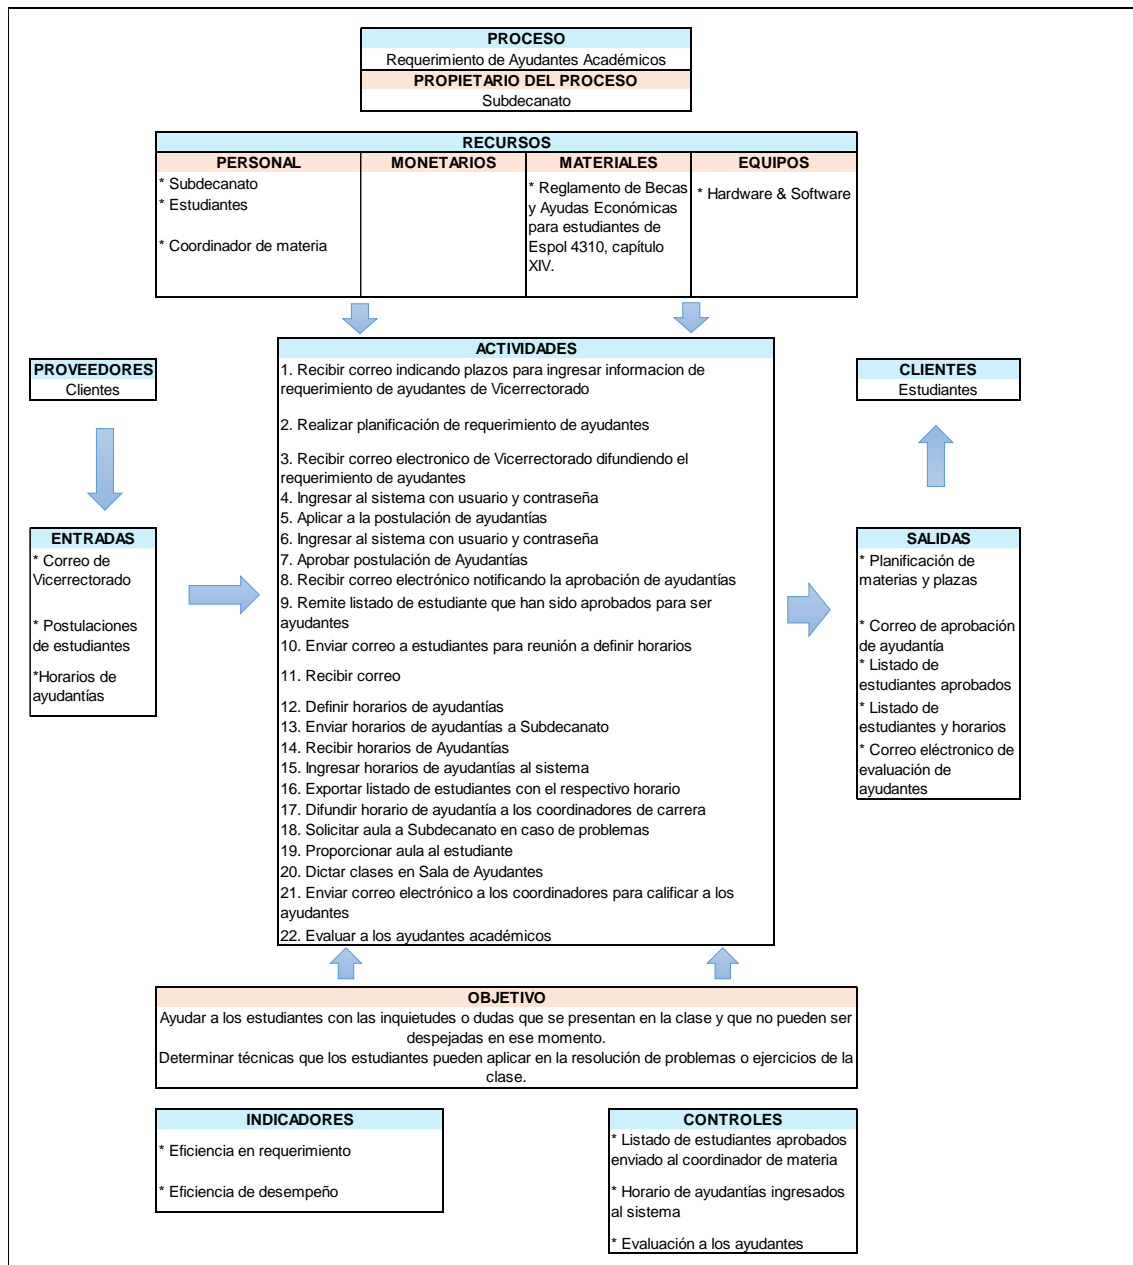 PROCESO
Requerimiento de Ayudantes Académicos
PROPIETARIO DEL PROCESO
Subdecanato
RECURSOS
PERSONAL
* Subdecanato
* Estudiantes
* Coordinador de materia
MONETARIOS
MATERIALES
* Reglamento de Becas
y Ayudas Económicas
para estudiantes de
Espol 4310, capítulo
XIV.
EQUIPOS
* Hardware & Software
PROVEEDORES
Clientes
ENTRADAS
* Correo de
Vicerrectorado
* Postulaciones
de estudiantes
*Horarios de
ayudantías
ACTIVIDADES
1. Recibir correo indicando plazos para ingresar informacion de
requerimiento de ayudantes de Vicerrectorado
2. Realizar planificación de requerimiento de ayudantes
3. Recibir correo electronico de Vicerrectorado difundiendo el
requerimiento de ayudantes
4. Ingresar al sistema con usuario y contraseña
5. Aplicar a la postulación de ayudantías
6. Ingresar al sistema con usuario y contraseña
7. Aprobar postulación de Ayudantías
8. Recibir correo electrónico notificando la aprobación de ayudantías
9. Remite listado de estudiante que han sido aprobados para ser
ayudantes
10. Enviar correo a estudiantes para reunión a definir horarios
11. Recibir correo
12. Definir horarios de ayudantías
13. Enviar horarios de ayudantías a Subdecanato
14. Recibir horarios de Ayudantías
15. Ingresar horarios de ayudantías al sistema
16. Exportar listado de estudiantes con el respectivo horario
17. Difundir horario de ayudantía a los coordinadores de carrera
18. Solicitar aula a Subdecanato en caso de problemas
19. Proporcionar aula al estudiante
20. Dictar clases en Sala de Ayudantes
21. Enviar correo electrónico a los coordinadores para calificar a los
ayudantes
22. Evaluar a los ayudantes académicos
CLIENTES
Estudiantes
SALIDAS
* Planificación de
materias y plazas
* Correo de aprobación
de ayudantía
* Listado de
estudiantes aprobados
* Listado de
estudiantes y horarios
* Correo eléctronico de
evaluación de
ayudantes
OBJETIVO
Ayudar a los estudiantes con las inquietudes o dudas que se presentan en la clase y que no pueden ser
despejadas en ese momento.
Determinar técnicas que los estudiantes pueden aplicar en la resolución de problemas o ejercicios de la
clase.
INDICADORES
* Eficiencia en requerimiento
* Eficiencia de desempeño
CONTROLES
* Listado de estudiantes aprobados
enviado al coordinador de materia
* Horario de ayudantías ingresados
al sistema
* Evaluación a los ayudantes